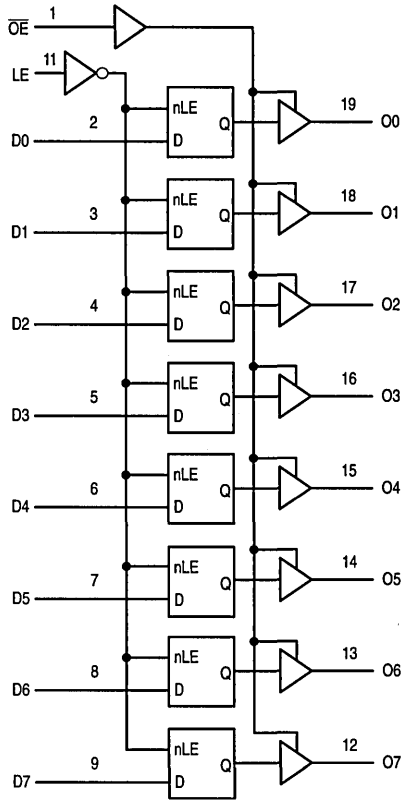 OE 1
LE 11
nLE
2 Q 19 O0
D0 D
nLE
3 Q 18 O1
D1 D
nLE
4 Q 17 O2
D2 D
nLE
5 Q 16 O3
D3 D
nLE
6 Q 15 O4
D4 D
nLE
7 Q 14 O5
D5 D
nLE
8 Q 13 O6
D6 D
nLE
9 Q 12 O7
D7 D